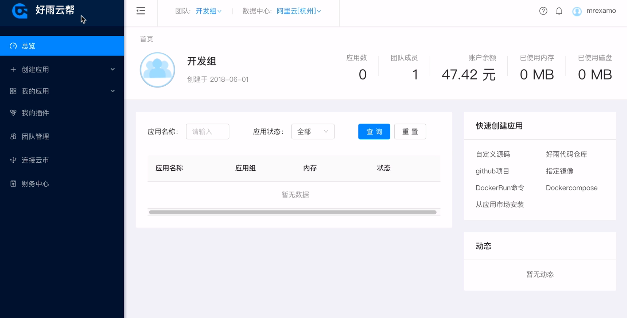 好雨云帮
团队: 开发组 数据中心: 阿里云[杭州]
mrexamo
总览
创建应用
我的应用
我的插件
团队管理
连接云市
财务中心
首页
开发组
创建于 2018-06-01
应用数 团队成员 账户余额 已使用内存 已使用磁盘
0 1 47.42 元 0 MB 0 MB
应用名称: 请输入 应用状态: 全部 查 询 重 置
应用名称 应用组 内存 状态
暂无数据
快速创建应用
自定义源码 好雨代码仓库
github项目 指定镜像
DockerRun命令 Dockercompose
从应用市场安装
动态
暂无动态